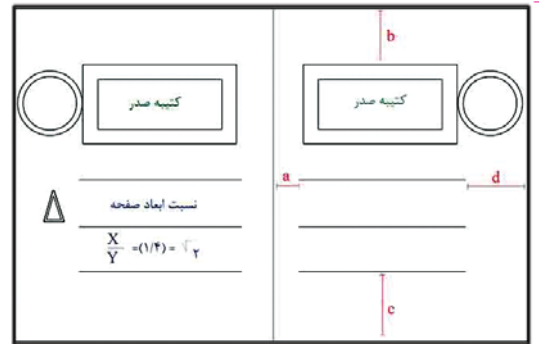 b
کتیبه صدر
کتیبه صدر
a
d
نسبت ابعاد صفحه
X/Y =(۱/۴) = √۲
c